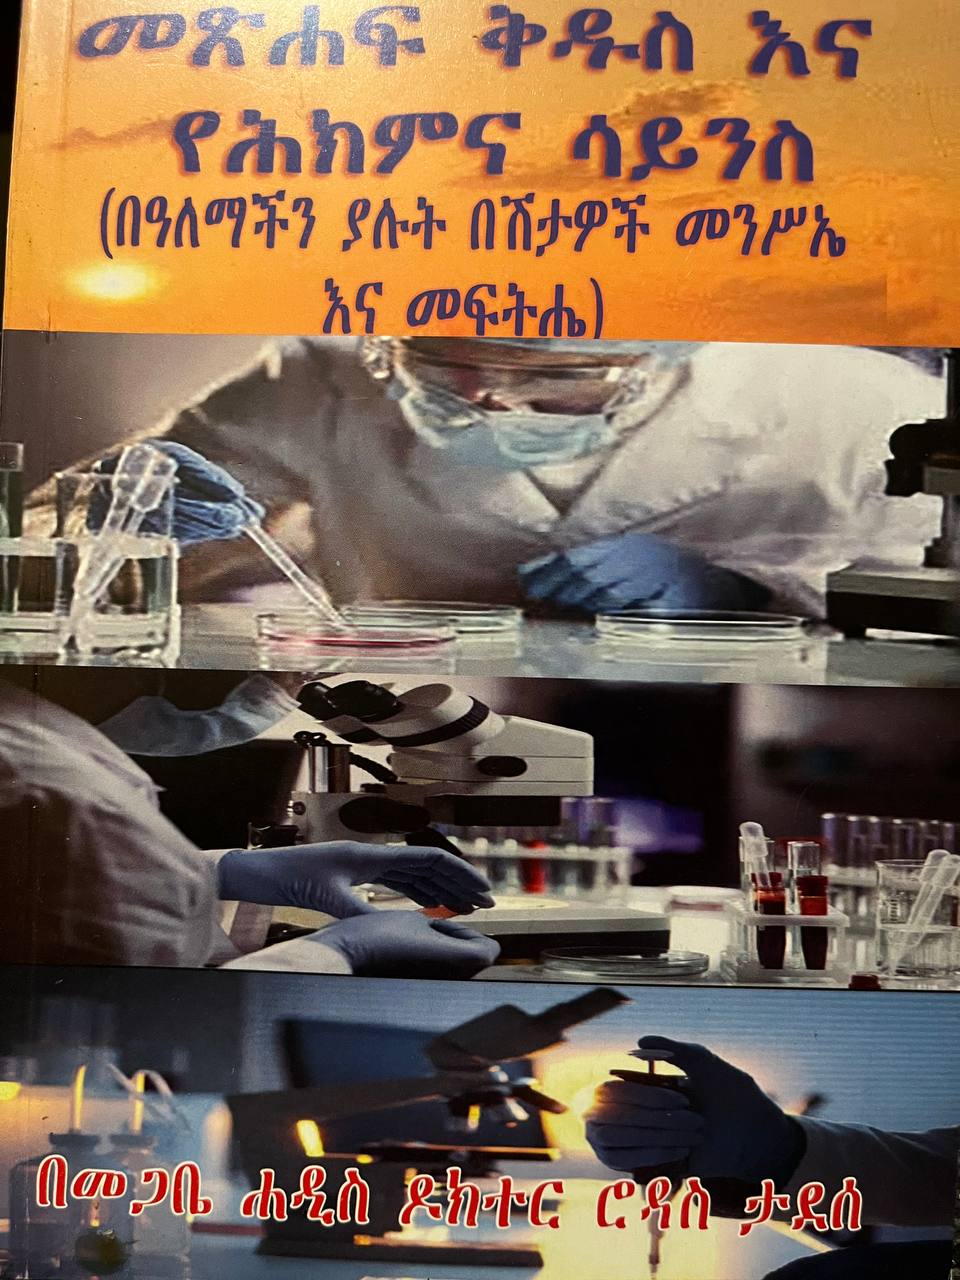 መጽሐፍ ቅዱስ እና
የሕክምና ሳይንስ
(በዓለማችን ያሉት በሽታዎች መንሥኤ
እና መፍትሔ)
በመጋቤ ሐዲስ ዶክተር ሮዳስ ታደሰ